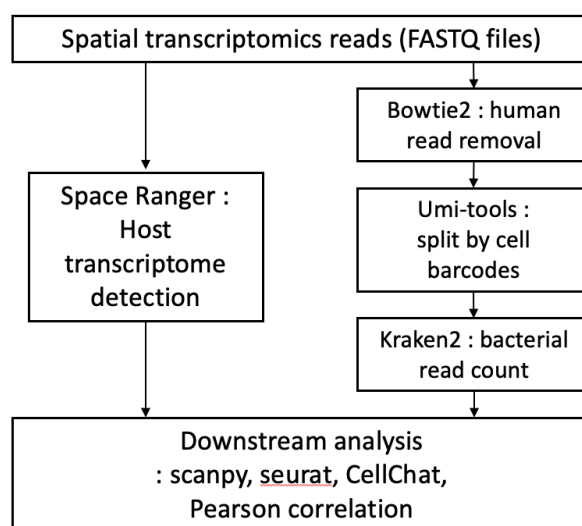 Spatial transcriptomics reads (FASTQ files)
Bowtie2 : human
read removal
Space Ranger :
Host
transcriptome
detection
Umi-tools :
split by cell
barcodes
Kraken2 : bacterial
read count
Downstream analysis
: scanpy, seurat, CellChat,
Pearson correlation